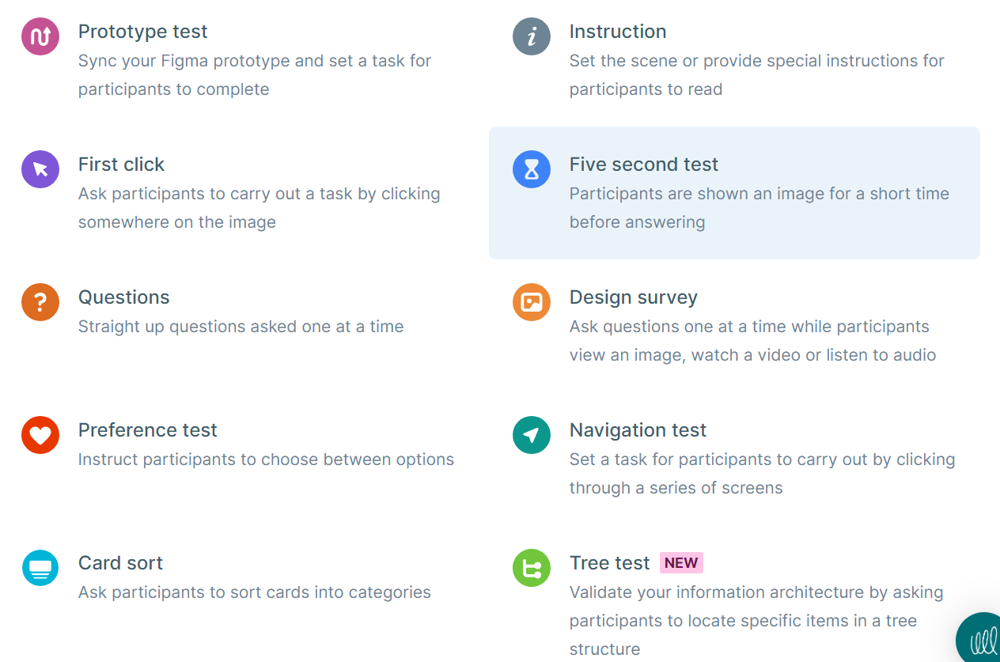 Prototype test
Sync your Figma prototype and set a task for
participants to complete
Instruction
Set the scene or provide special instructions for
participants to read
First click
Ask participants to carry out a task by clicking
somewhere on the image
Five second test
Participants are shown an image for a short time
before answering
Questions
Straight up questions asked one at a time
Design survey
Ask questions one at a time while participants
view an image, watch a video or listen to audio
Preference test
Instruct participants to choose between options
Navigation test
Set a task for participants to carry out by clicking
through a series of screens
Card sort
Ask participants to sort cards into categories
Tree test NEW
Validate your information architecture by asking
participants to locate specific items in a tree
structure